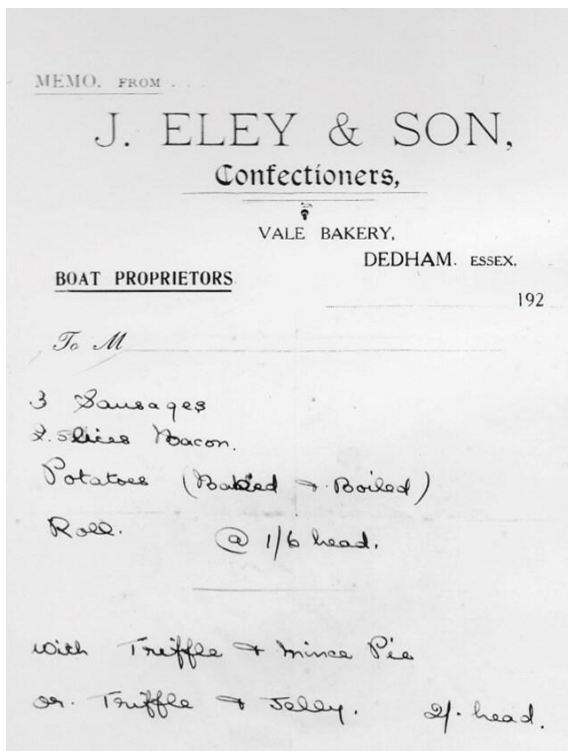 MEMO. FROM . . .
J. ELEY & SON,
Confectioners,
VALE BAKERY,
DEDHAM. ESSEX.
BOAT PROPRIETORS
192
To M
3 Sausages
2. slices Bacon.
Potatoes (Baked & Boiled)
Roll. @ 1/6 head.
with Triffle & Mince Pie
or. Triffle & Jelly. 2/- head.